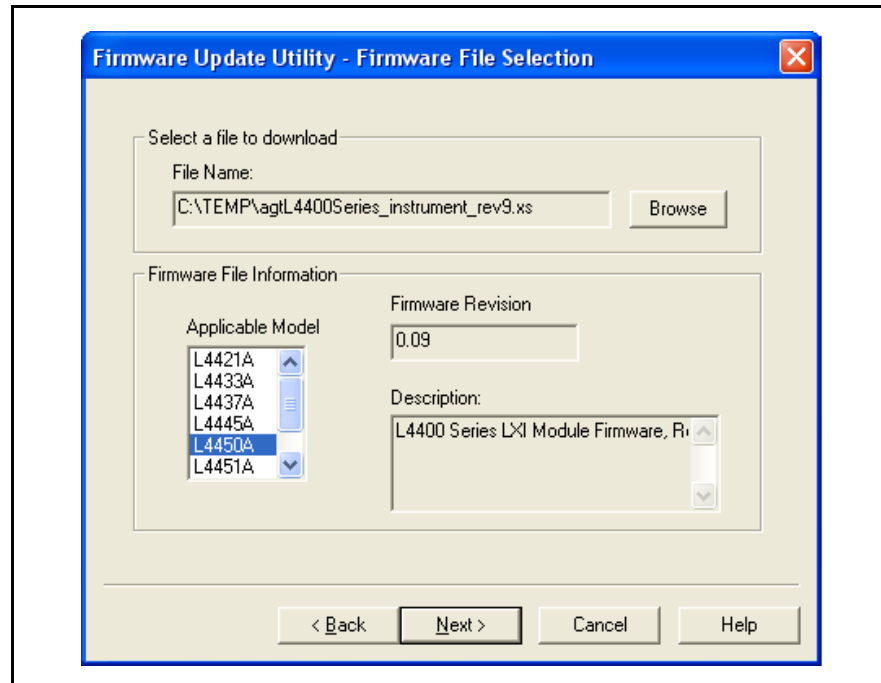 Firmware Update Utility - Firmware File Selection
Select a file to download
File Name:
C:\TEMP\agtL4400Series_instrument_rev9.xs
Browse
Firmware File Information
Applicable Model
L4421A
L4433A
L4437A
L4445A
L4450A
L4451A
Firmware Revision
0.09
Description:
L4400 Series LXI Module Firmware,
< Back
Next >
Cancel
Help